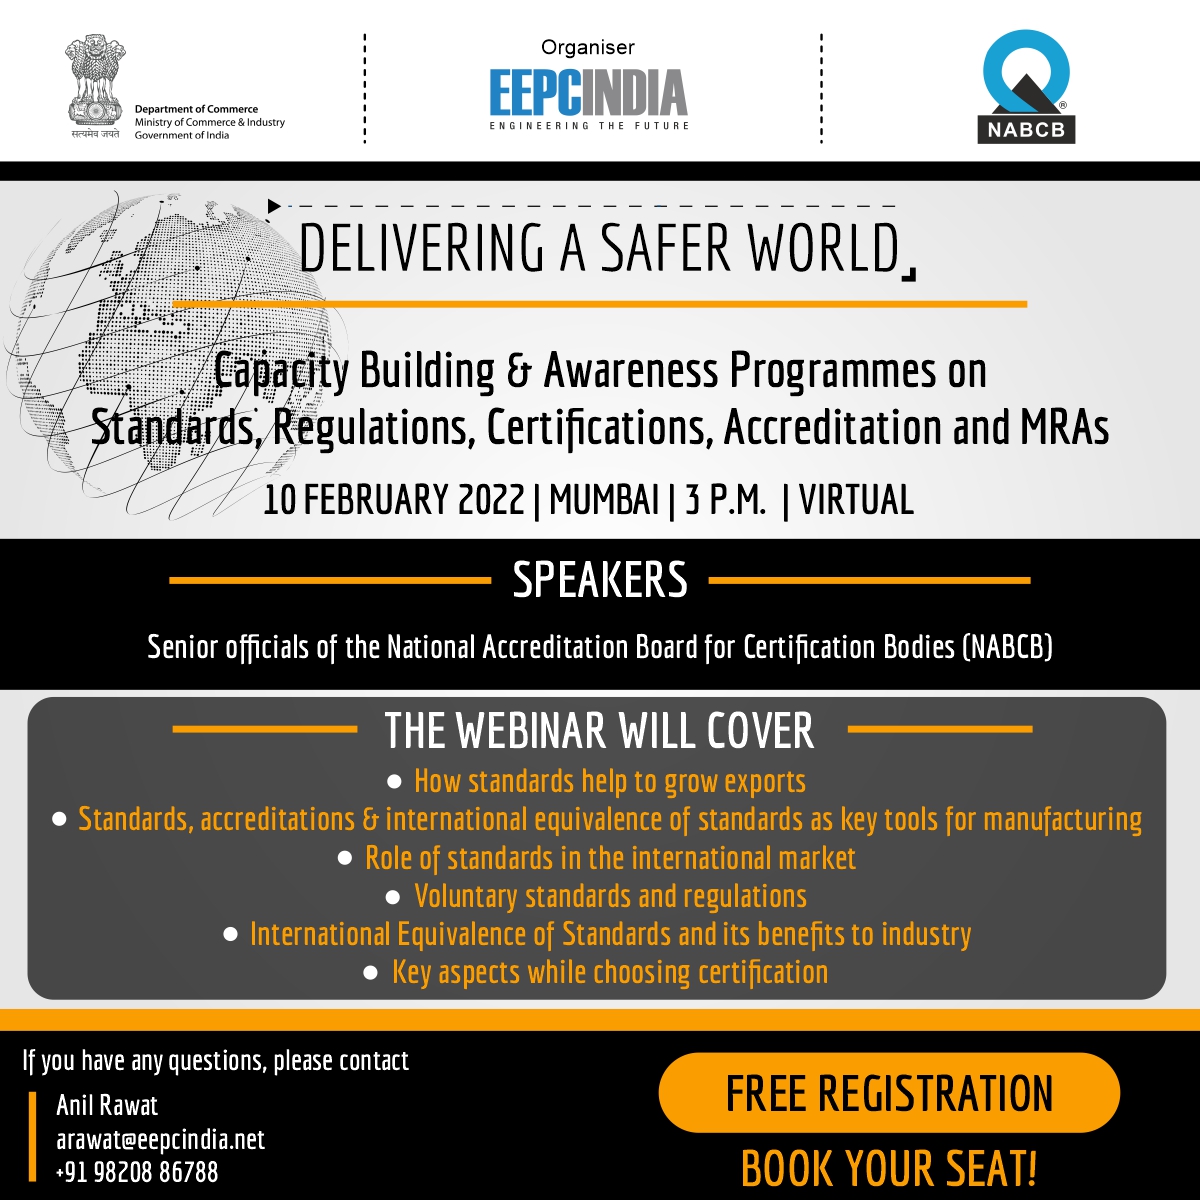 सत्यमेव जयते
Department of Commerce
Ministry of Commerce & Industry
Government of India
Organiser
EEPCINDIA
ENGINEERING THE FUTURE
®
NABCB
DELIVERING A SAFER WORLD
Capacity Building & Awareness Programmes on
Standards, Regulations, Certifications, Accreditation and MRAs
10 FEBRUARY 2022 | MUMBAI | 3 P.M. | VIRTUAL
SPEAKERS
Senior officials of the National Accreditation Board for Certification Bodies (NABCB)
THE WEBINAR WILL COVER
• How standards help to grow exports
• Standards, accreditations & international equivalence of standards as key tools for manufacturing
• Role of standards in the international market
• Voluntary standards and regulations
• International Equivalence of Standards and its benefits to industry
• Key aspects while choosing certification
If you have any questions, please contact
Anil Rawat
arawat@eepcindia.net
+91 98208 86788
FREE REGISTRATION
BOOK YOUR SEAT!